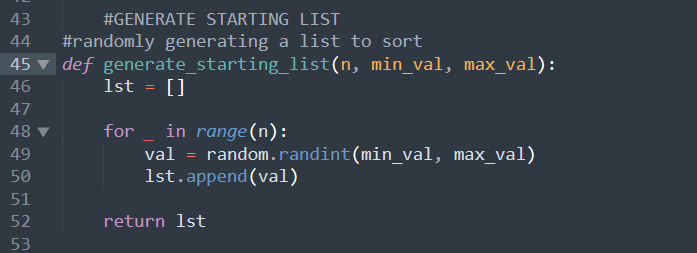 43 #GENERATE STARTING LIST
44 #randomly generating a list to sort
45 def generate_starting_list(n, min_val, max_val):
46 lst = []
47
48 for _ in range(n):
49 val = random.randint(min_val, max_val)
50 lst.append(val)
51
52 return lst
53